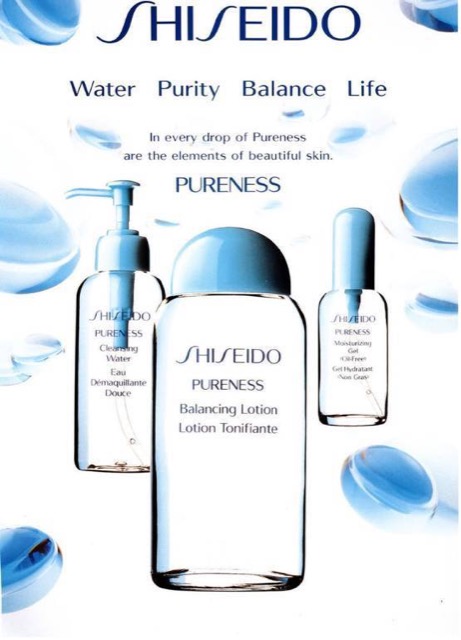 SHISEIDO
Water Purity Balance Life
In every drop of Pureness
are the elements of beautiful skin.
PURENESS
SHISEIDO
PURENESS
Cleansing
Water
Eau
Démaquillante
Douce
SHISEIDO
PURENESS
Balancing Lotion
Lotion Tonifiante
SHISEIDO
PURENESS
Moisturizing
Gel
(Oil-Free)
Gel Hydratant
(Non Gras)